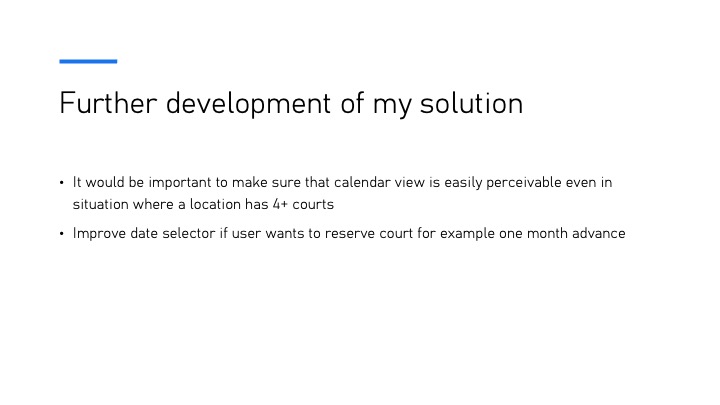 Further development of my solution
• It would be important to make sure that calendar view is easily perceivable even in
situation where a location has 4+ courts
• Improve date selector if user wants to reserve court for example one month advance